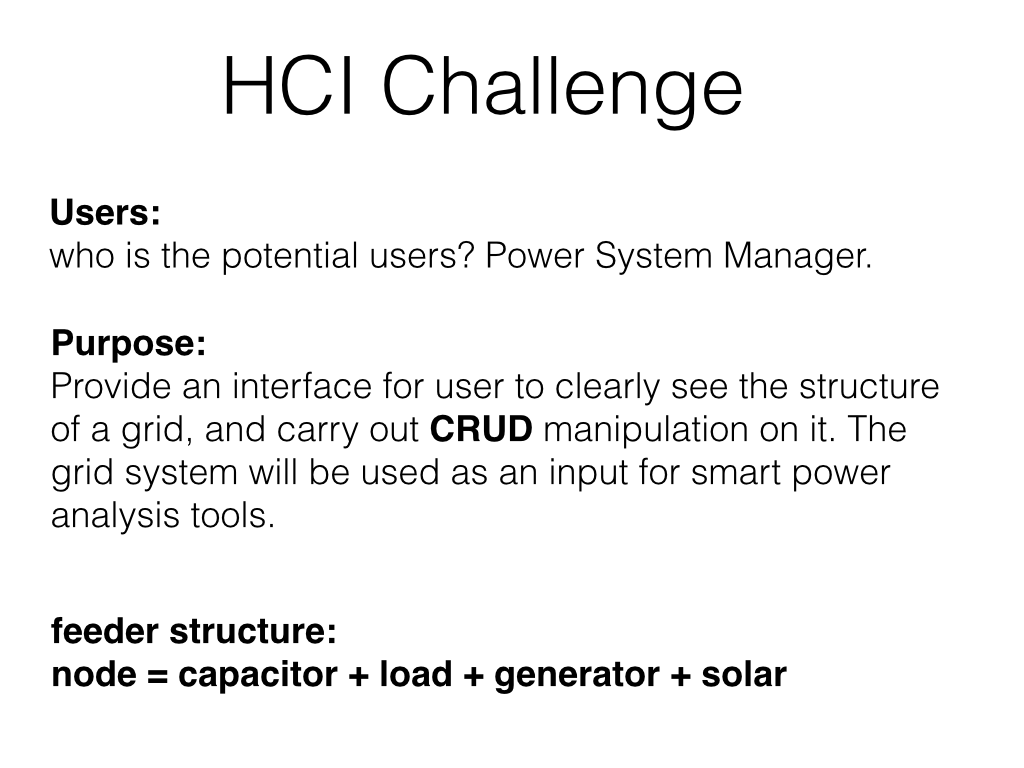 HCI Challenge
Users:
who is the potential users? Power System Manager.
Purpose:
Provide an interface for user to clearly see the structure
of a grid, and carry out CRUD manipulation on it. The
grid system will be used as an input for smart power
analysis tools.
feeder structure:
node = capacitor + load + generator + solar